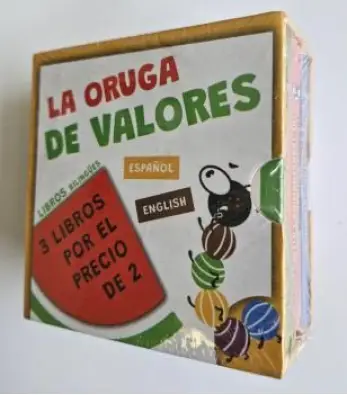 LA ORUGA
DE VALORES
ESPAÑOL
ENGLISH
LIBROS BILINGÜES
3 LIBROS
POR EL
PRECIO
DE 2